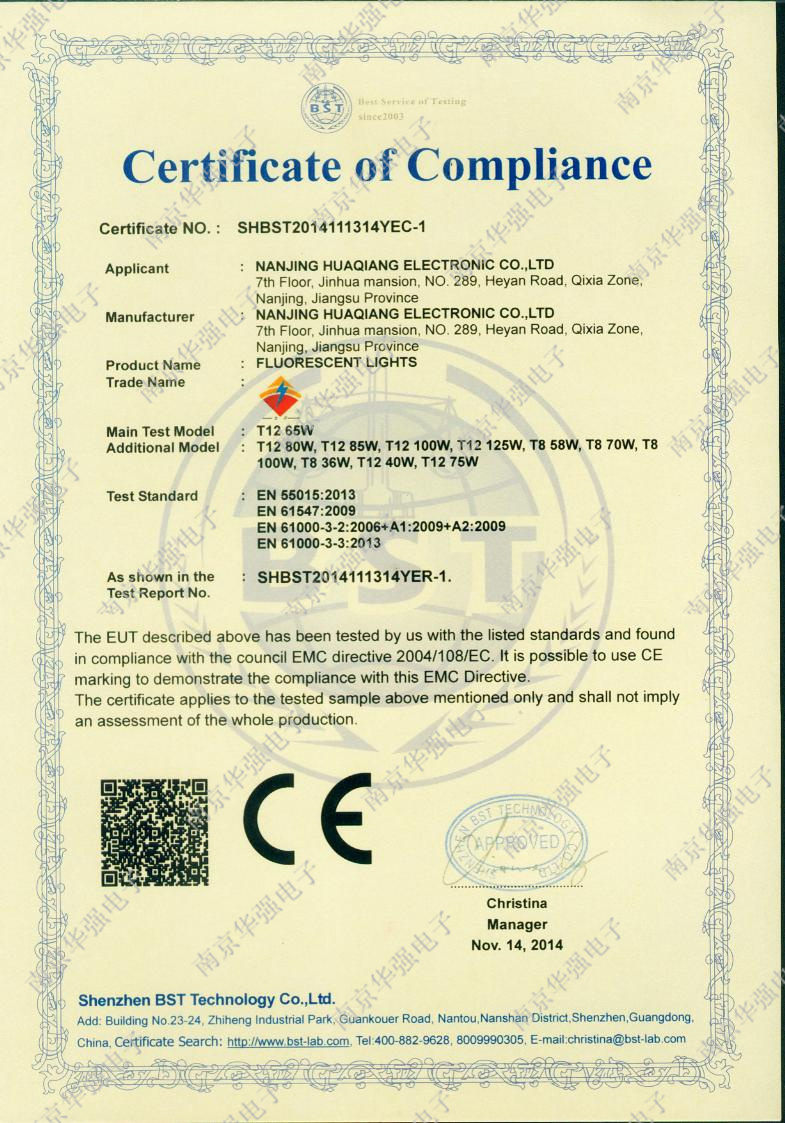 BST
Best Service of Testing
since2003
Certificate of Compliance
Certificate NO. : SHBST2014111314YEC-1
Applicant : NANJING HUAQIANG ELECTRONIC CO.,LTD
7th Floor, Jinhua mansion, NO. 289, Heyan Road, Qixia Zone,
Nanjing, Jiangsu Province
Manufacturer : NANJING HUAQIANG ELECTRONIC CO.,LTD
7th Floor, Jinhua mansion, NO. 289, Heyan Road, Qixia Zone,
Nanjing, Jiangsu Province
Product Name : FLUORESCENT LIGHTS
Trade Name :
Main Test Model : T12 65W
Additional Model : T12 80W, T12 85W, T12 100W, T12 125W, T8 58W, T8 70W, T8
100W, T8 36W, T12 40W, T12 75W
Test Standard : EN 55015:2013
EN 61547:2009
EN 61000-3-2:2006+A1:2009+A2:2009
EN 61000-3-3:2013
As shown in the : SHBST2014111314YER-1.
Test Report No.
BST
The EUT described above has been tested by us with the listed standards and found
in compliance with the council EMC directive 2004/108/EC. It is possible to use CE
marking to demonstrate the compliance with this EMC Directive.
The certificate applies to the tested sample above mentioned only and shall not imply
an assessment of the whole production.
CE
APPROVED
Christina
Manager
Nov. 14, 2014
Shenzhen BST Technology Co.,Ltd.
Add: Building No.23-24, Zhiheng Industrial Park, Guankouer Road, Nantou,Nanshan District,Shenzhen,Guangdong,
China, Certificate Search: http://www.bst-lab.com, Tel:400-882-9628, 8009990305, E-mail:christina@bst-lab.com
南京华强电子